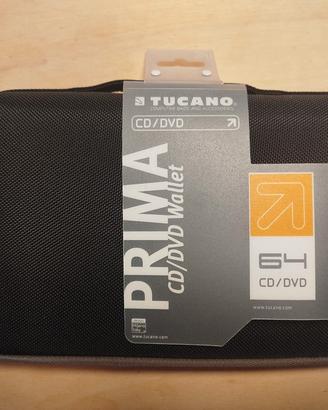 TUCANO®
COMPUTER BAGS AND ACCESSORIES
CD/DVD
PRIMA
CD/DVD Wallet
64
CD/DVD
www.tucano.com
www.tucano.com